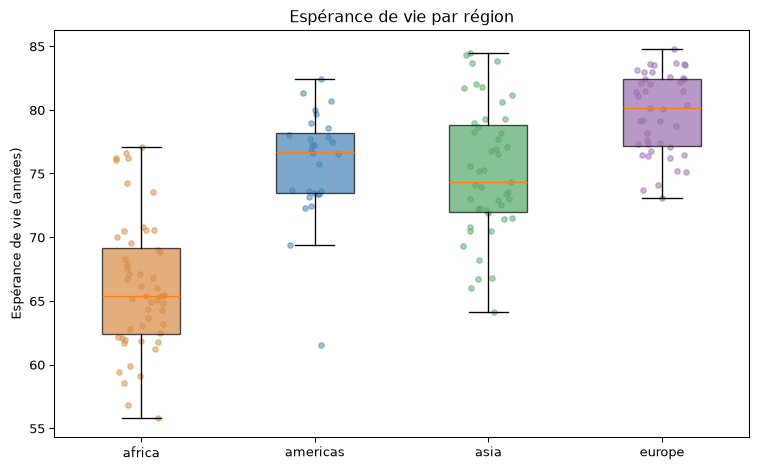 Espérance de vie par région
Espérance de vie (années)
85
80
75
70
65
60
55
africa
americas
asia
europe